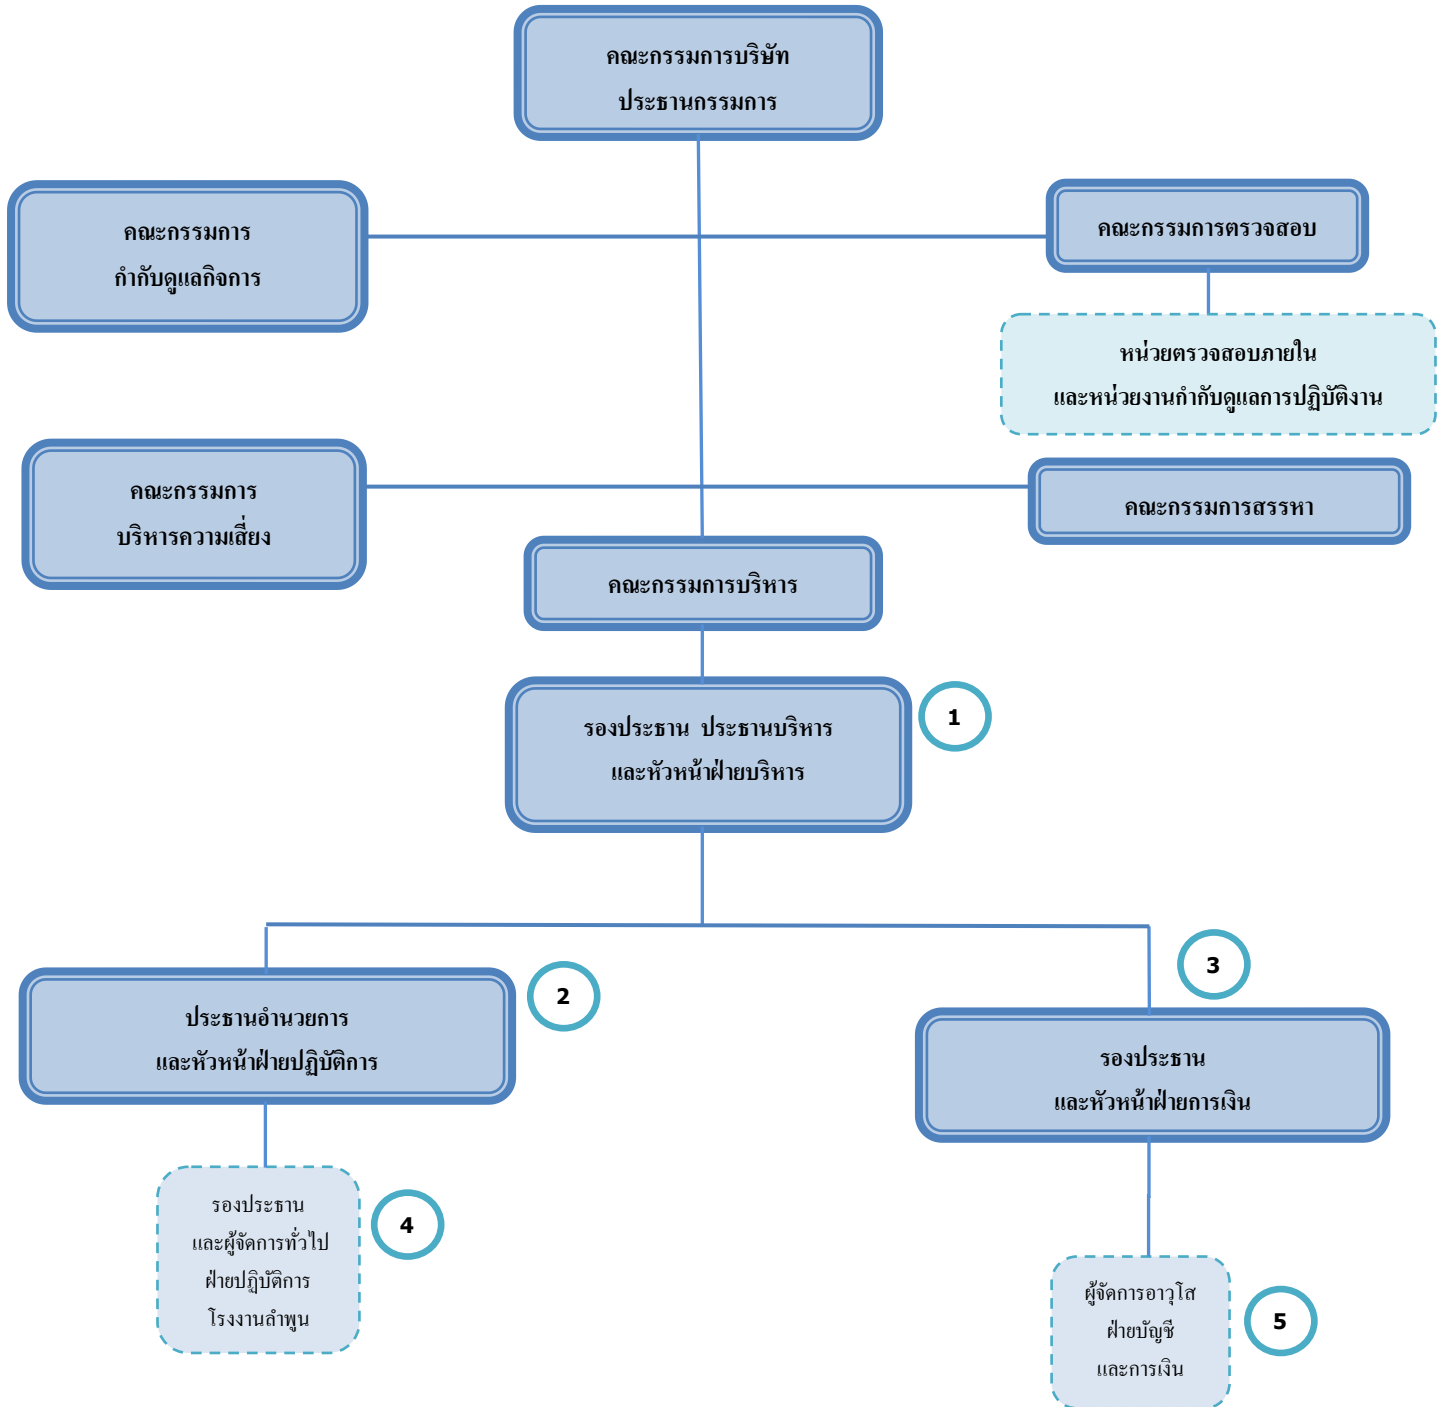 คณะกรรมการบริษัท
ประธานกรรมการ
คณะกรรมการ
กำกับดูแลกิจการ
คณะกรรมการตรวจสอบ
หน่วยตรวจสอบภายใน
และหน่วยงานกำกับดูแลการปฏิบัติงาน
คณะกรรมการ
บริหารความเสี่ยง
คณะกรรมการสรรหา
คณะกรรมการบริหาร
รองประธาน ประธานบริหาร
และหัวหน้าฝ่ายบริหาร
1
ประธานอำนวยการ
และหัวหน้าฝ่ายปฏิบัติการ
2
3
รองประธาน
และหัวหน้าฝ่ายการเงิน
รองประธาน
และผู้จัดการทั่วไป
ฝ่ายปฏิบัติการ
โรงงานลำพูน
4
ผู้จัดการอาวุโส
ฝ่ายบัญชี
และการเงิน
5